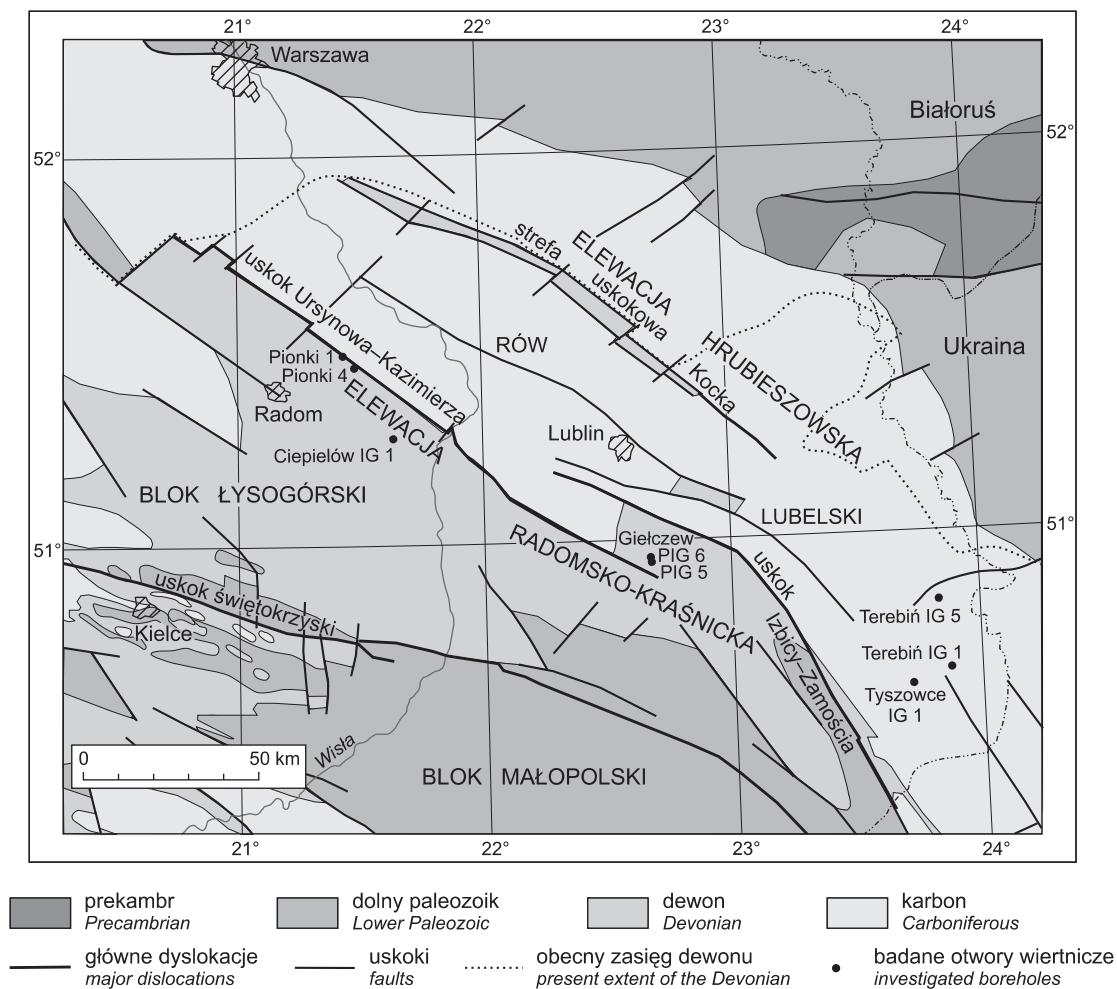 21° 22° 23° 24°
Warszawa
Białoruś
52° 52°
strefa
uskokowa
Kocka
ELEWACJA
HRUBIESZOWSKA
uskok Ursynowa–Kazimierza
RÓW
Ukraina
Pionki 1
Pionki 4
Radom
ELEWACJA
Lublin
Ciepielów IG 1
BLOK ŁYSOGÓRSKI
LUBELSKI
51° 51°
Giełczew
PIG 6
PIG 5
RADOMSKO-KRAŚNICKA
uskok
Izbicy–Zamościa
uskok świętokrzyski
Kielce
Terebiń IG 5
Terebiń IG 1
Tyszowce
IG 1
0 50 km
Wisła
BLOK MAŁOPOLSKI
21° 22° 23° 24°
prekambr
Precambrian
dolny paleozoik
Lower Paleozoic
dewon
Devonian
karbon
Carboniferous
główne dyslokacje
major dislocations
uskoki
faults
obecny zasięg dewonu
present extent of the Devonian
badane otwory wiertnicze
investigated boreholes